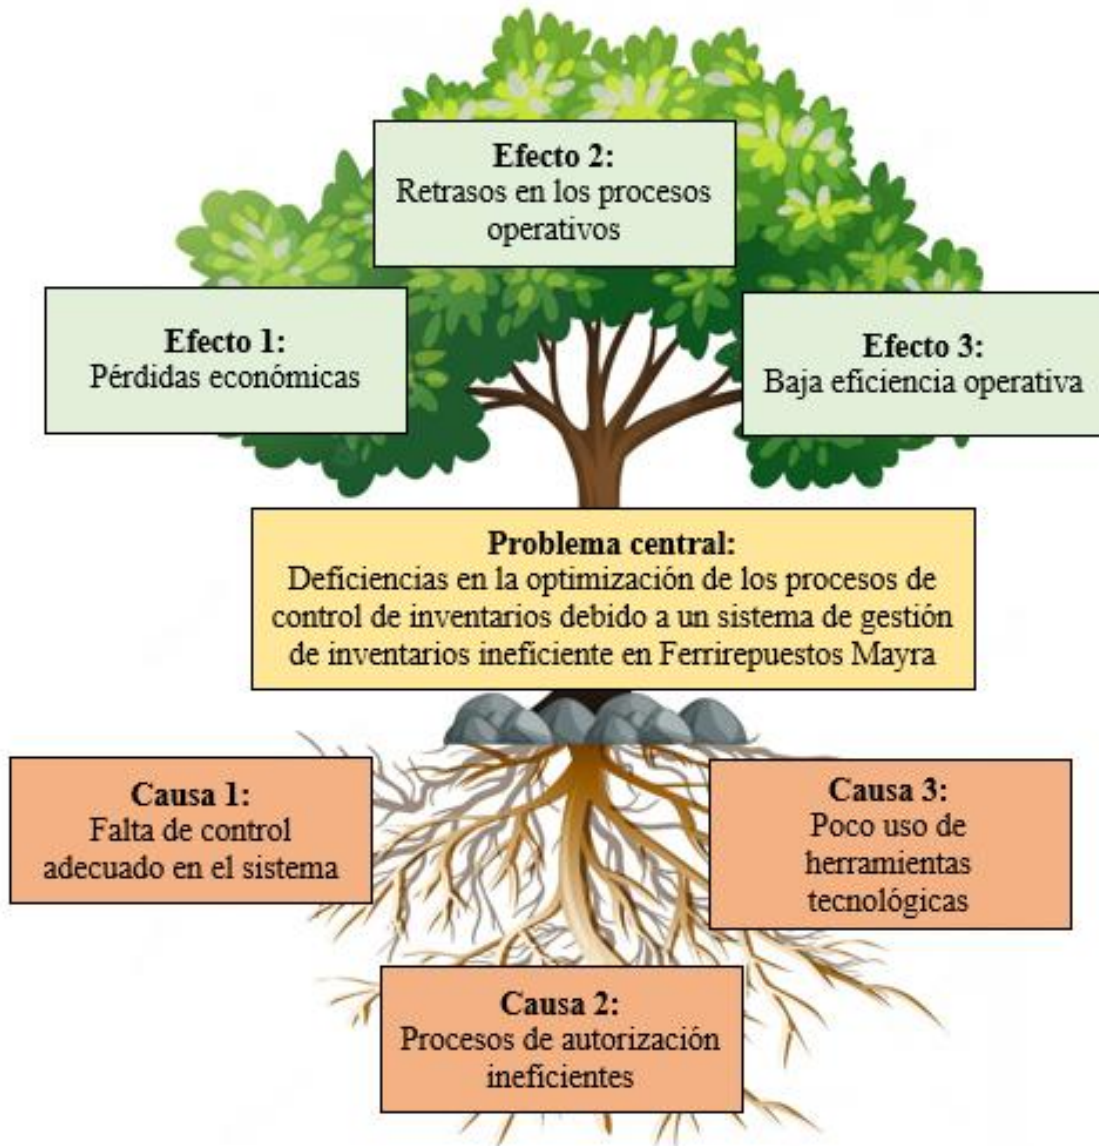 Efecto 2:
Retrasos en los procesos
operativos
Efecto 1:
Pérdidas económicas
Efecto 3:
Baja eficiencia operativa
Problema central:
Deficiencias en la optimización de los procesos de
control de inventarios debido a un sistema de gestión
de inventarios ineficiente en Ferrirepuestos Mayra
Causa 1:
Falta de control
adecuado en el sistema
Causa 3:
Poco uso de
herramientas
tecnológicas
Causa 2:
Procesos de autorización
ineficientes